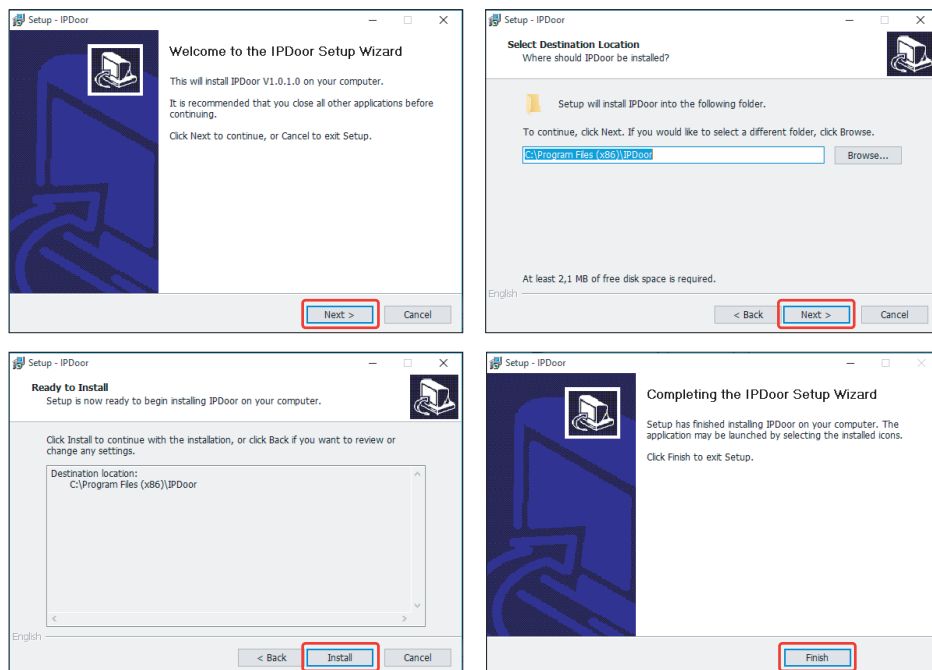 Setup - IPDoor
Welcome to the IPDoor Setup Wizard
This will install IPDoor V1.0.1.0 on your computer.
It is recommended that you close all other applications before
continuing.
Click Next to continue, or Cancel to exit Setup.
Next >
Cancel
Setup - IPDoor
Select Destination Location
Where should IPDoor be installed?
Setup will install IPDoor into the following folder.
To continue, click Next. If you would like to select a different folder, click Browse.
C:\Program Files (x86)\IPDoor
Browse...
At least 2,1 MB of free disk space is required.
English
< Back
Next >
Cancel
Setup - IPDoor
Ready to Install
Setup is now ready to begin installing IPDoor on your computer.
Click Install to continue with the installation, or click Back if you want to review or
change any settings.
Destination location:
C:\Program Files (x86)\IPDoor
English
< Back
Install
Cancel
Setup - IPDoor
Completing the IPDoor Setup Wizard
Setup has finished installing IPDoor on your computer. The
application may be launched by selecting the installed icons.
Click Finish to exit Setup.
Finish